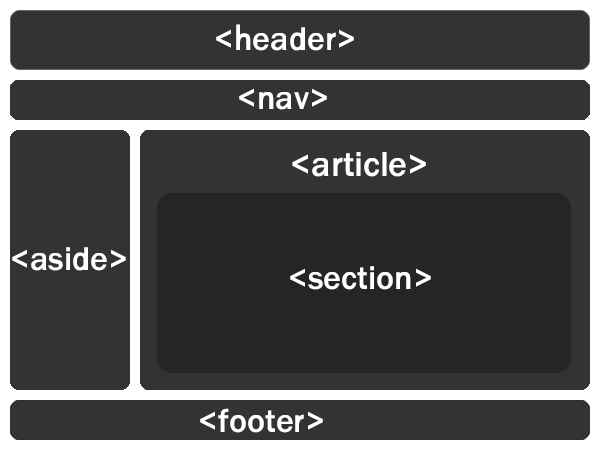 <header>
<nav>
<article>
<aside>
<section>
<footer>